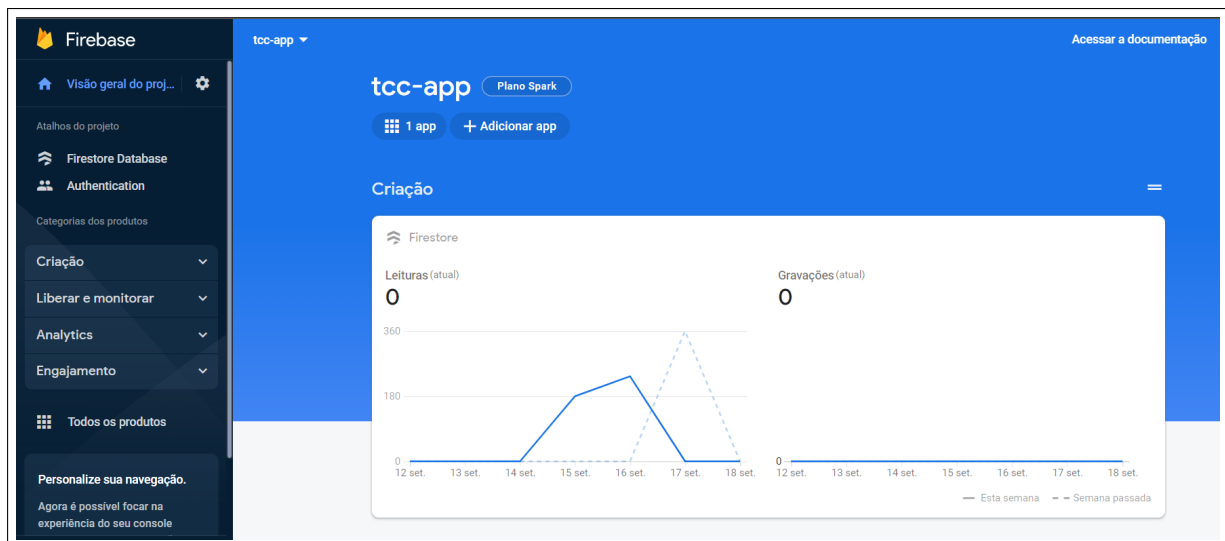 Firebase
Visão geral do proj...
Atalhos do projeto
Firestore Database
Authentication
Categorias dos produtos
Criação
Liberar e monitorar
Analytics
Engajamento
Todos os produtos
Personalize sua navegação.
Agora é possível focar na
experiência do seu console
tcc-app
Acessar a documentação
tcc-app Plano Spark
1 app + Adicionar app
Criação
Firestore
Leituras (atual)
0
360
180
0
12 set. 13 set. 14 set. 15 set. 16 set. 17 set. 18 set.
Gravações (atual)
0
0
12 set. 13 set. 14 set. 15 set. 16 set. 17 set. 18 set.
Esta semana Semana passada